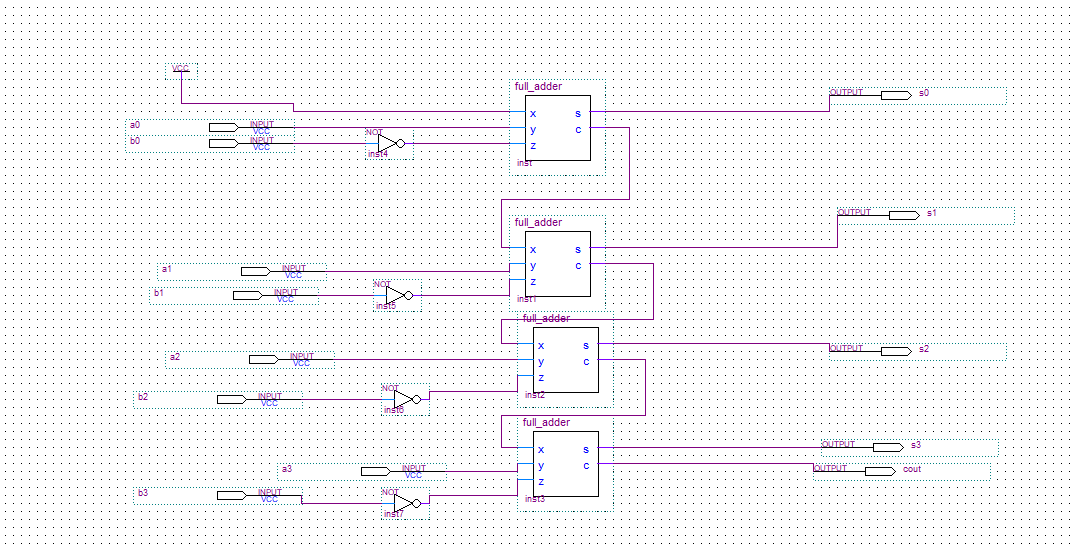 VCC
full_adder
OUTPUT s0
x s
a0 INPUT VCC
y c
b0 INPUT VCC
NOT
z
inst4
inst
OUTPUT s1
full_adder
x s
a1 INPUT VCC
y c
z
b1 INPUT VCC
NOT
inst5
inst1
full_adder
x s
OUTPUT s2
a2 INPUT VCC
y c
z
b2 INPUT VCC
NOT
inst6
inst2
full_adder
x s
OUTPUT s3
a3 INPUT VCC
y c
OUTPUT cout
z
b3 INPUT VCC
NOT
inst7
inst3